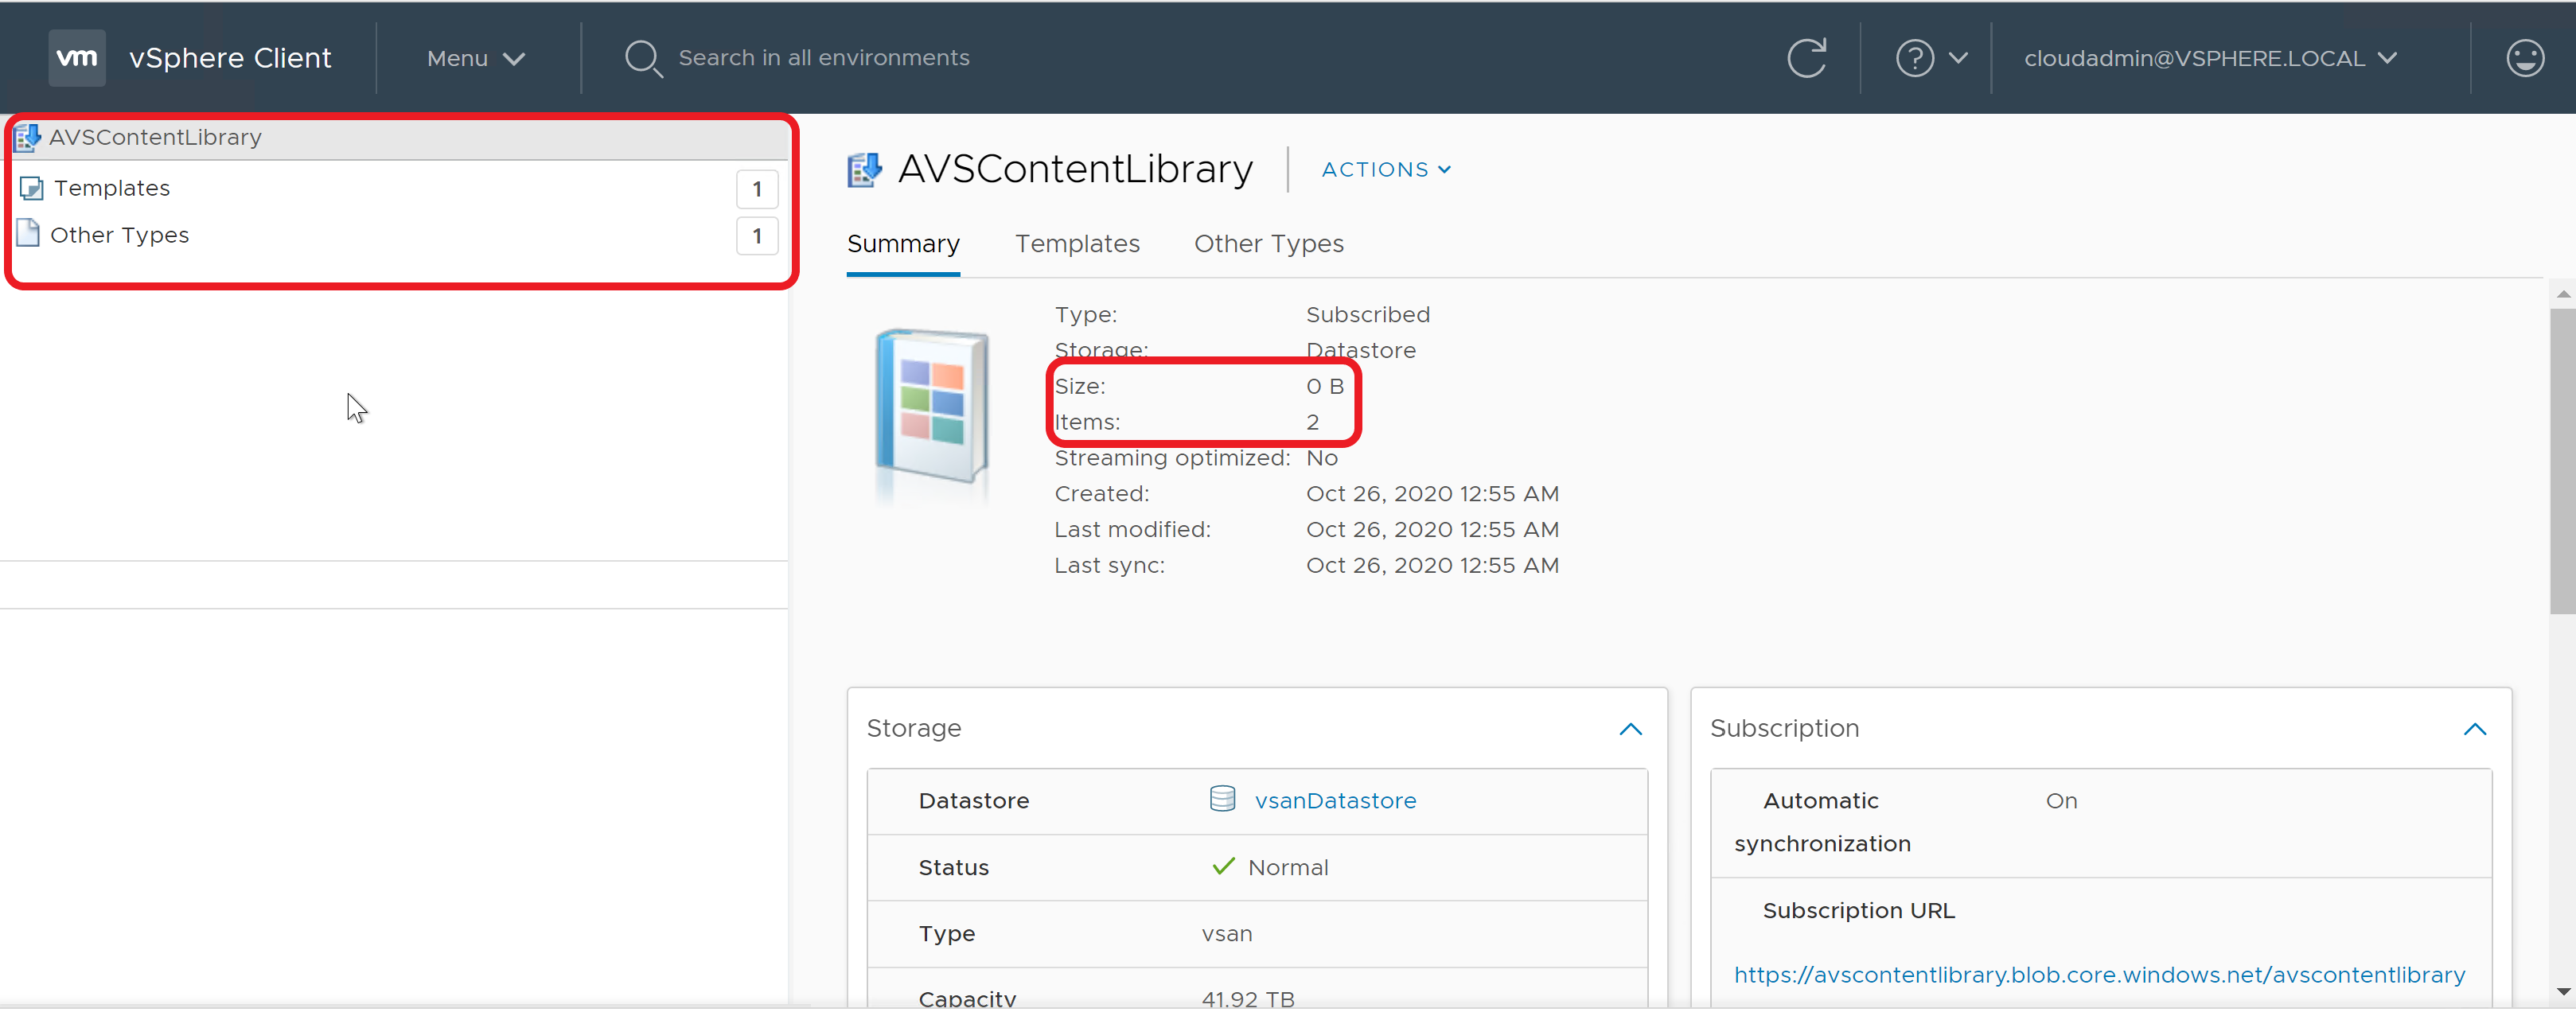 vm vSphere Client Menu Search in all environments ? cloudadmin@VSPHERE.LOCAL
AVSContentLibrary
Templates 1
Other Types 1
AVSContentLibrary ACTIONS
Summary Templates Other Types
Type: Subscribed
Storage: Datastore
Size: 0 B
Items: 2
Streaming optimized: No
Created: Oct 26, 2020 12:55 AM
Last modified: Oct 26, 2020 12:55 AM
Last sync: Oct 26, 2020 12:55 AM
Storage
Datastore vsanDatastore
Status Normal
Type vsan
Capacity 41.92 TB
Subscription
Automatic On
synchronization
Subscription URL
https://avscontentlibrary.blob.core.windows.net/avscontentlibrary